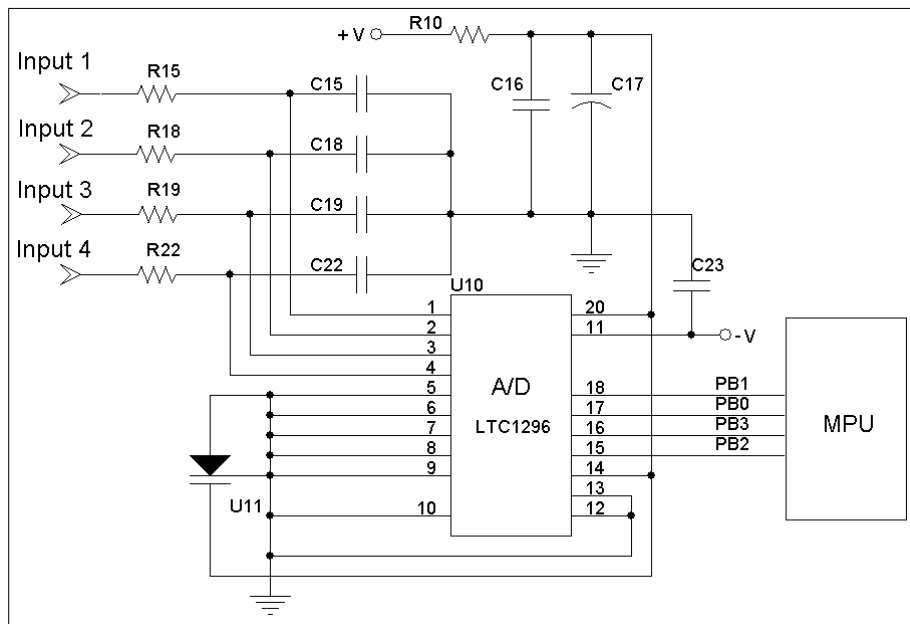 R10
+V
Input 1
R15
C15
C16
C17
Input 2
R18
C18
Input 3
R19
C19
Input 4
R22
C22
C23
U10
1
20
2
11
-V
3
4
A/D
5
18
PB1
6
17
PB0
LTC1296
MPU
7
16
PB3
8
15
PB2
9
14
U11
13
10
12